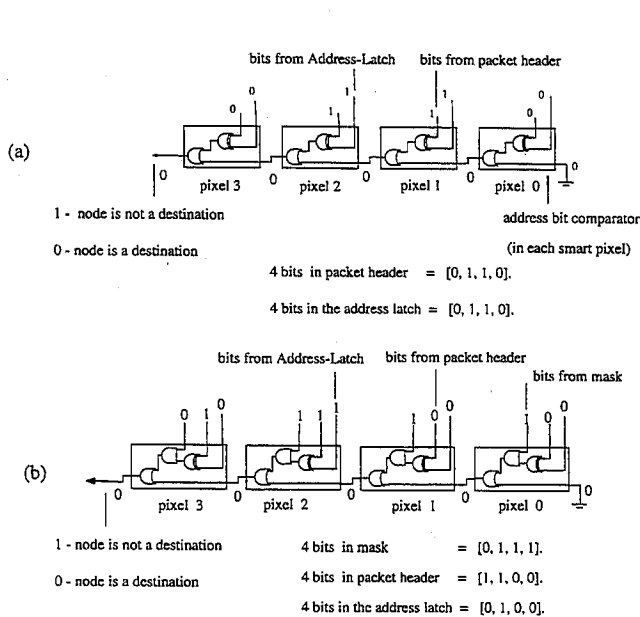 bits from Address-Latch bits from packet header
0 0 1 1 1 1 0 0
(a)
0 0 0 0 0
pixel 3 pixel 2 pixel 1 pixel 0
1 - node is not a destination
address bit comparator
0 - node is a destination
(in each smart pixel)
4 bits in packet header = [0, 1, 1, 0].
4 bits in the address latch = [0, 1, 1, 0].
bits from Address-Latch bits from packet header
bits from mask
0 1 0 1 1 1 1 0 0 1 0 0
(b)
0 0 0 0 0
pixel 3 pixel 2 pixel 1 pixel 0
1 - node is not a destination
4 bits in mask = [0, 1, 1, 1].
0 - node is a destination
4 bits in packet header = [1, 1, 0, 0].
4 bits in the address latch = [0, 1, 0, 0].